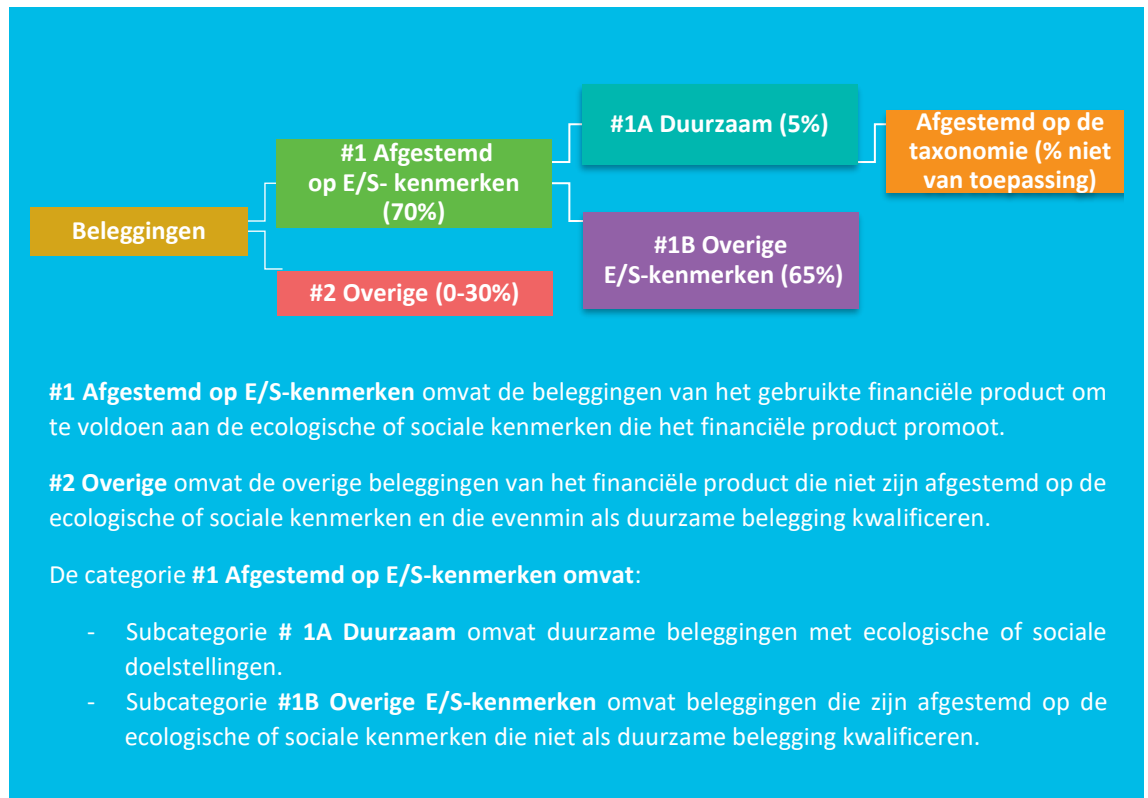 Beleggingen
#1 Afgestemd
op E/S- kenmerken
(70%)
#2 Overige (0-30%)
#1A Duurzaam (5%)
#1B Overige
E/S-kenmerken (65%)
Afgestemd op de
taxonomie (% niet
van toepassing)
#1 Afgestemd op E/S-kenmerken omvat de beleggingen van het gebruikte financiële product om
te voldoen aan de ecologische of sociale kenmerken die het financiële product promoot.
#2 Overige omvat de overige beleggingen van het financiële product die niet zijn afgestemd op de
ecologische of sociale kenmerken en die evenmin als duurzame belegging kwalificeren.
De categorie #1 Afgestemd op E/S-kenmerken omvat:
- Subcategorie # 1A Duurzaam omvat duurzame beleggingen met ecologische of sociale
doelstellingen.
- Subcategorie #1B Overige E/S-kenmerken omvat beleggingen die zijn afgestemd op de
ecologische of sociale kenmerken die niet als duurzame belegging kwalificeren.